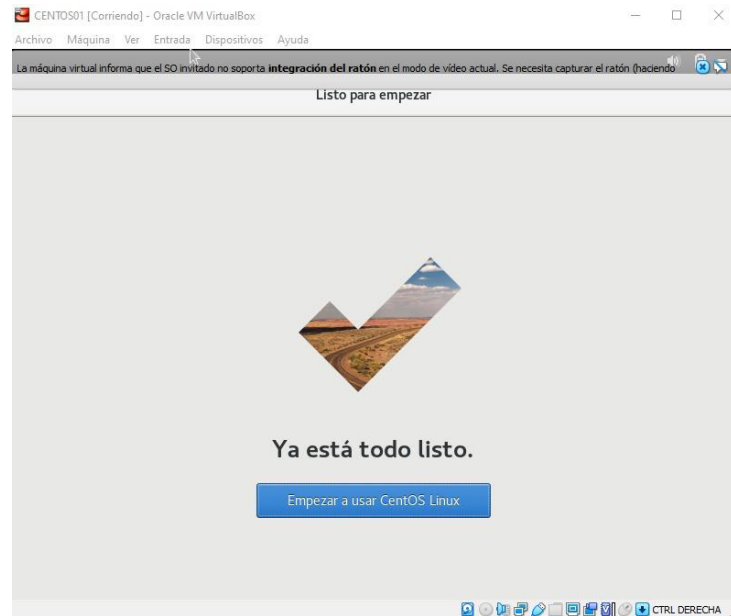 CENTOS01 [Corriendo] - Oracle VM VirtualBox
Archivo Máquina Ver Entrada Dispositivos Ayuda
La máquina virtual informa que el SO invitado no soporta integración del ratón en el modo de vídeo actual. Se necesita capturar el ratón (haciendo
Listo para empezar
Ya está todo listo.
Empezar a usar CentOS Linux
CTRL DERECHA